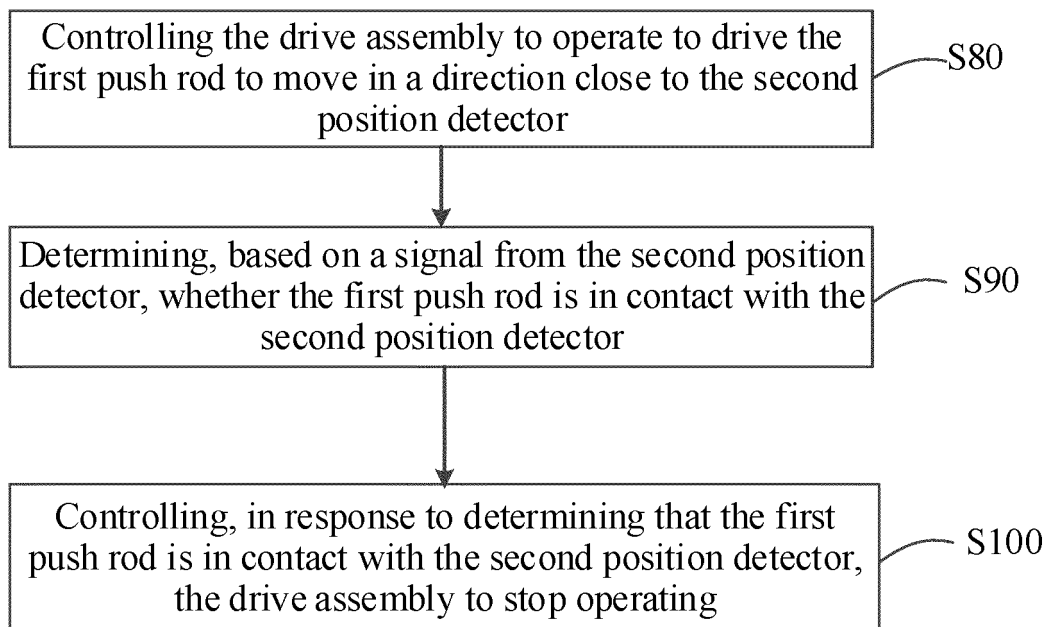 Controlling the drive assembly to operate to drive the
first push rod to move in a direction close to the second
position detector
S80
Determining, based on a signal from the second position
detector, whether the first push rod is in contact with the
second position detector
S90
Controlling, in response to determining that the first
push rod is in contact with the second position detector,
the drive assembly to stop operating
S100